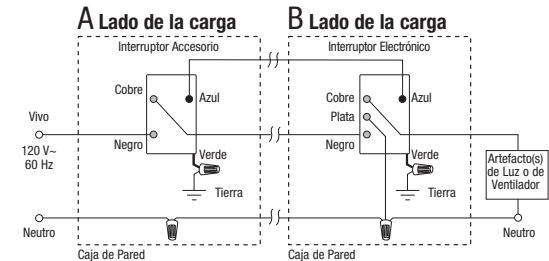 A Lado de la carga
B Lado de la carga
Interruptor Accesorio
Interruptor Electrónico
Cobre
Azul
Cobre
Azul
Plata
Vivo
120 V~
60 Hz
Negro
Verde
Negro
Verde
Artefacto(s)
de Luz o de
Ventilador
Tierra
Tierra
Neutro
Neutro
Caja de Pared
Caja de Pared